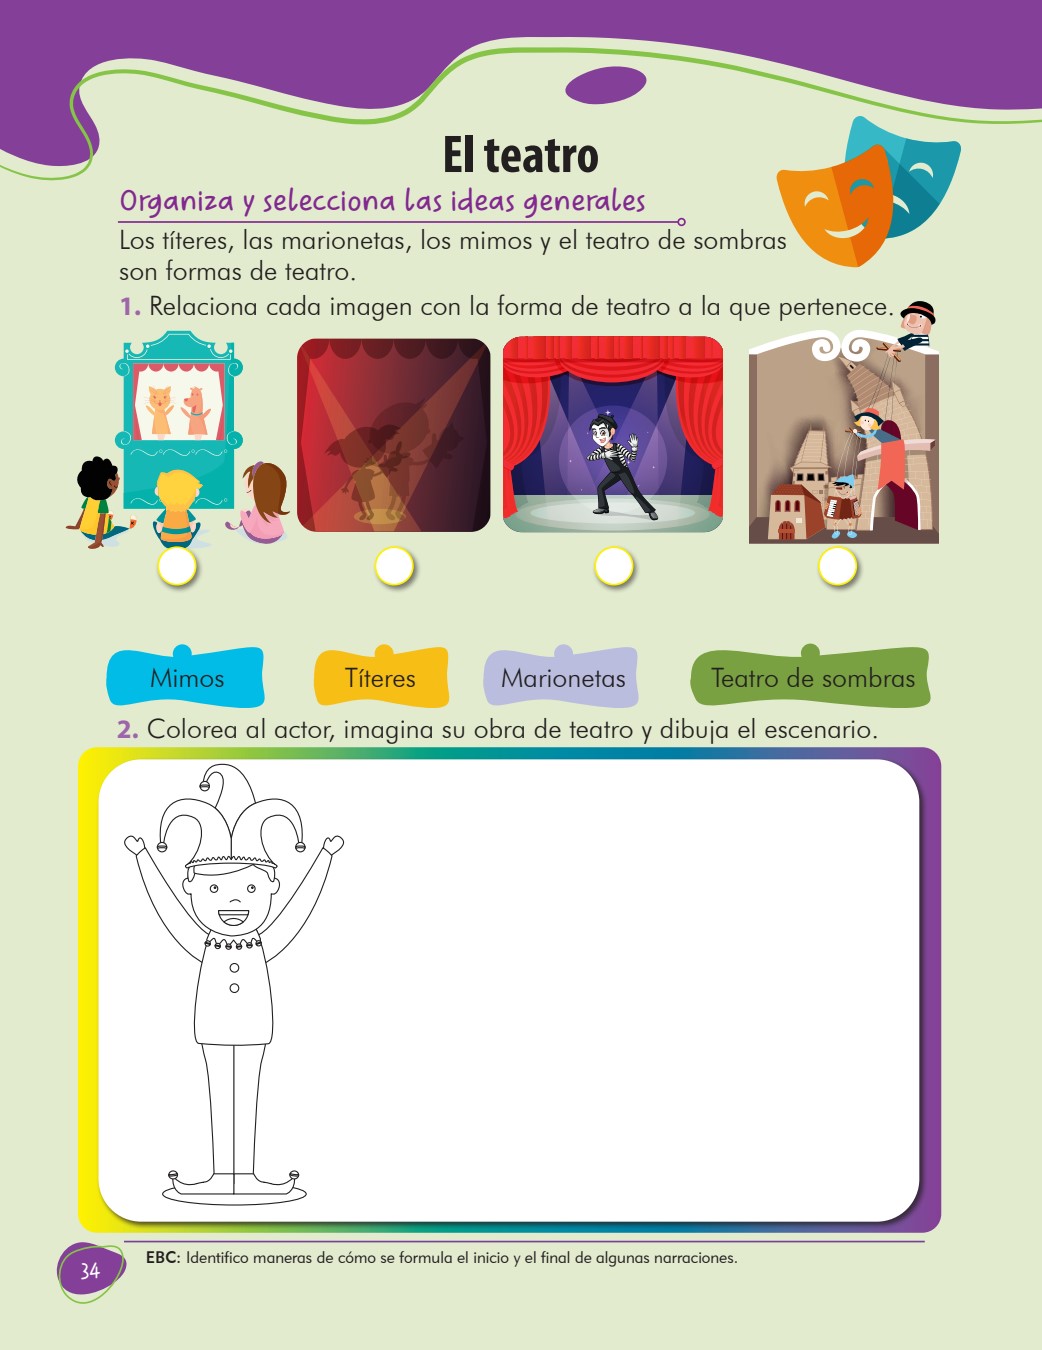 El teatro
Organiza y selecciona las ideas generales
Los títeres, las marionetas, los mimos y el teatro de sombras
son formas de teatro.
1. Relaciona cada imagen con la forma de teatro a la que pertenece.
Mimos
Títeres
Marionetas
Teatro de sombras
2. Colorea al actor, imagina su obra de teatro y dibuja el escenario.
EBC: Identifico maneras de cómo se formula el inicio y el final de algunas narraciones.
34